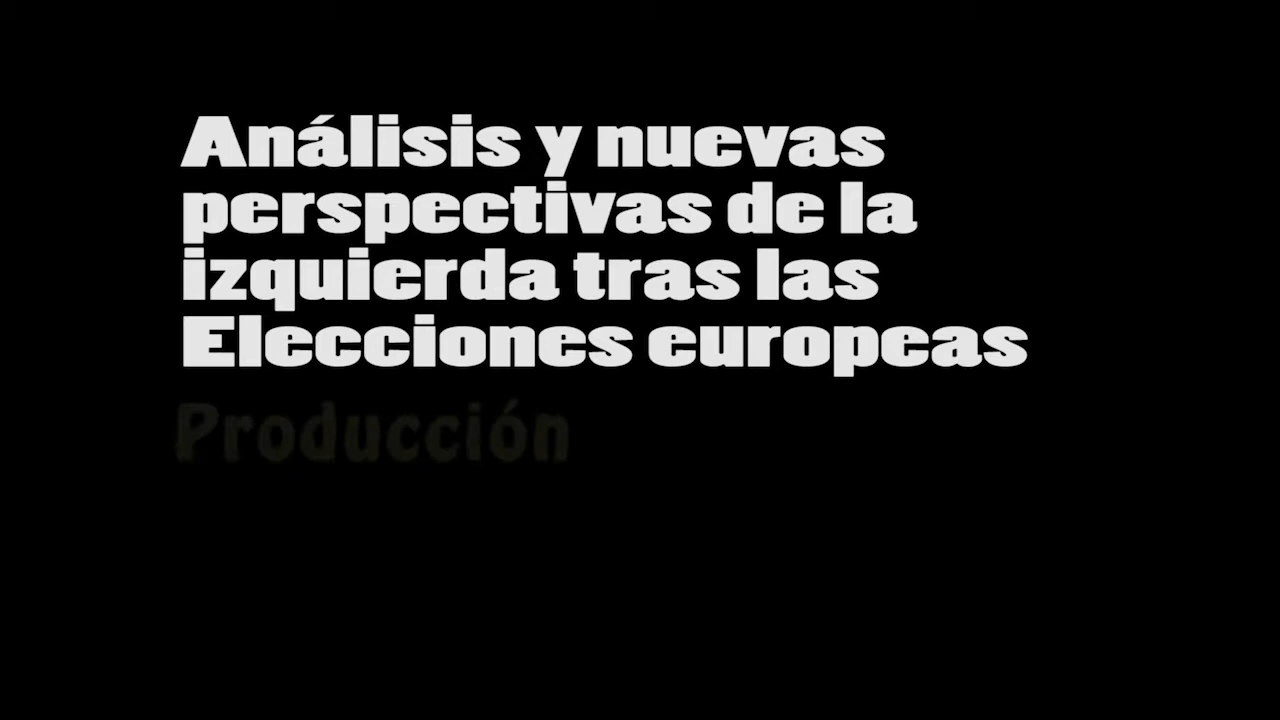 Análisis y nuevas
perspectivas de la
izquierda tras las
Elecciones europeas
Producción